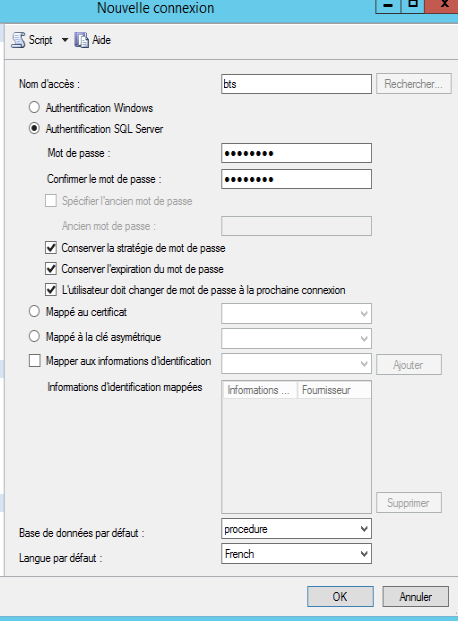 Nouvelle connexion
Script Aide
Nom d'accès : bts Rechercher...
Authentification Windows
Authentification SQL Server
Mot de passe : ●●●●●●●●
Confirmer le mot de passe : ●●●●●●●●
Spécifier l'ancien mot de passe
Ancien mot de passe :
Conserver la stratégie de mot de passe
Conserver l'expiration du mot de passe
L'utilisateur doit changer de mot de passe à la prochaine connexion
Mappé au certificat
Mappé à la clé asymétrique
Mapper aux informations d'identification Ajouter
Informations d'identification mappées Informations ... Fournisseur
Supprimer
Base de données par défaut : procedure
Langue par défaut : French
OK Annuler